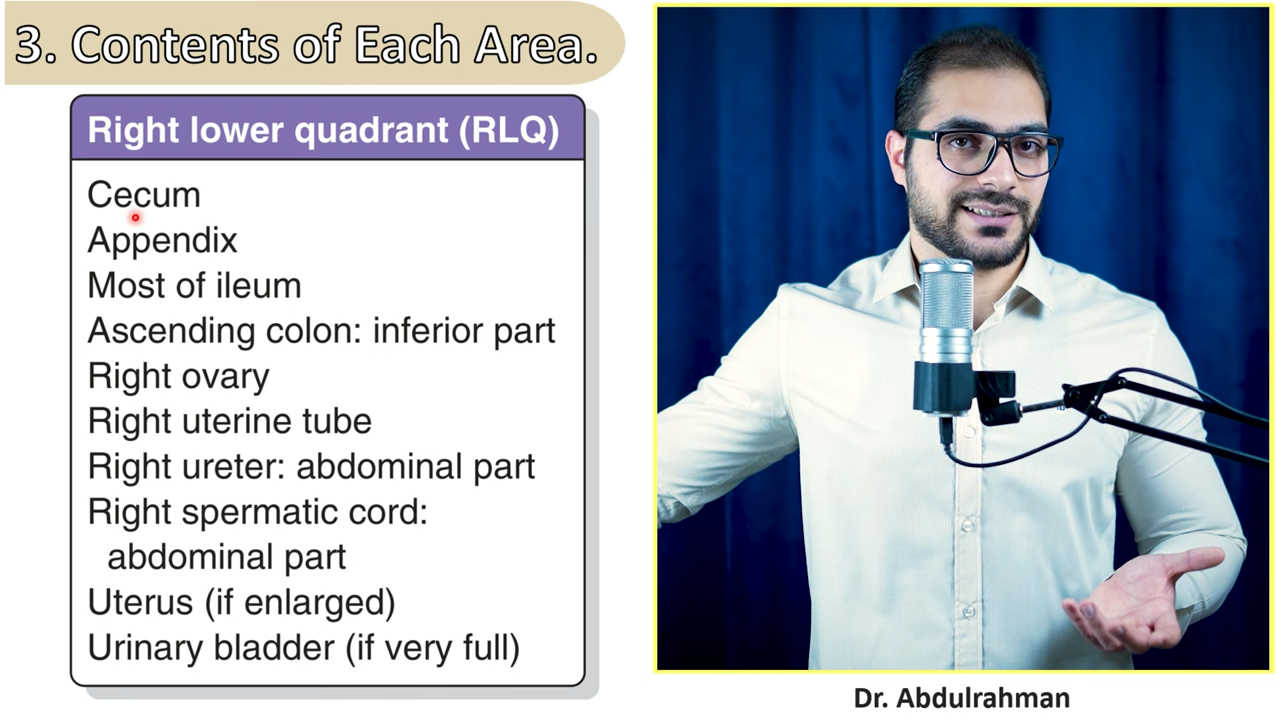 3. Contents of Each Area.
Right lower quadrant (RLQ)
Cecum
Appendix
Most of ileum
Ascending colon: inferior part
Right ovary
Right uterine tube
Right ureter: abdominal part
Right spermatic cord:
abdominal part
Uterus (if enlarged)
Urinary bladder (if very full)
Dr. Abdulrahman